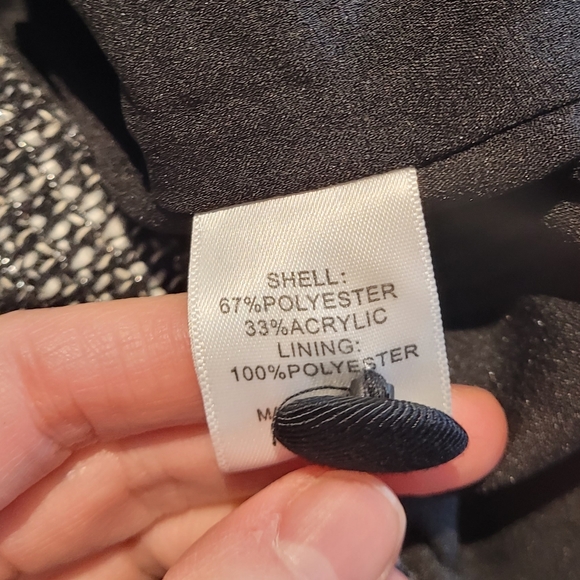 SHELL:
67%POLYESTER
33%ACRYLIC
LINING:
100%POLYESTER